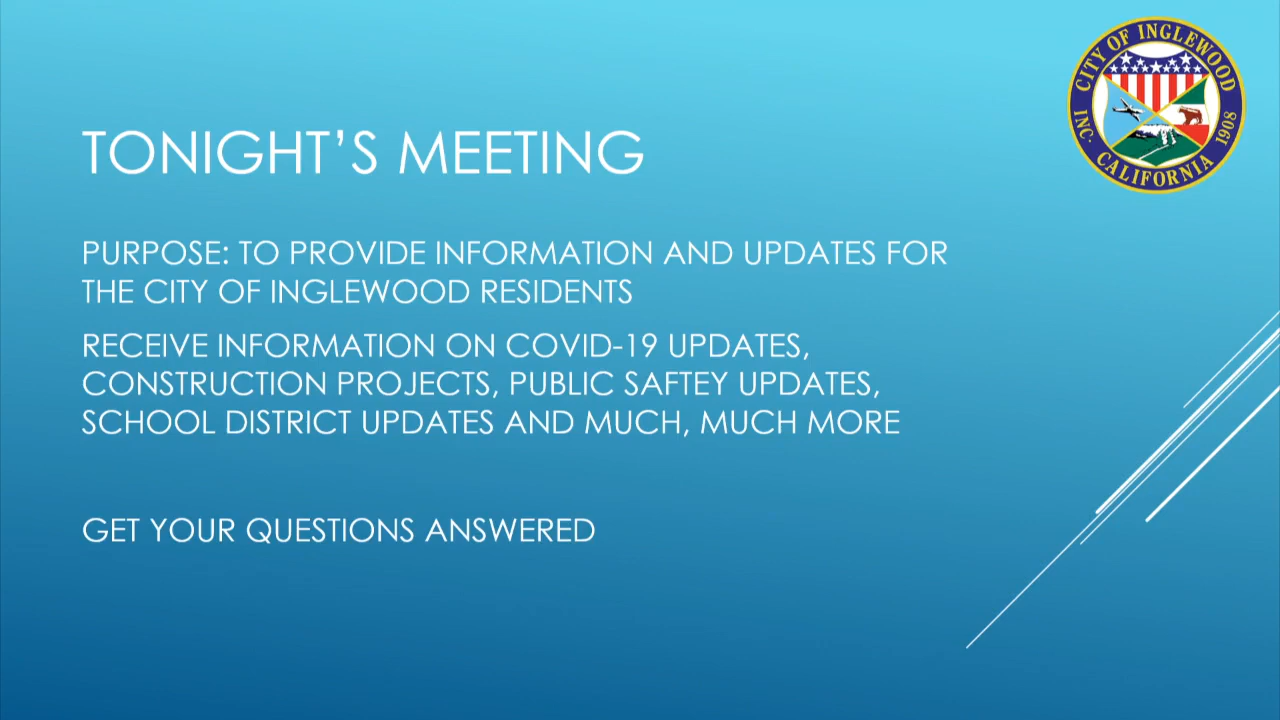 CITY OF INGLEWOOD
INC. CALIFORNIA 1908
TONIGHT’S MEETING
PURPOSE: TO PROVIDE INFORMATION AND UPDATES FOR
THE CITY OF INGLEWOOD RESIDENTS
RECEIVE INFORMATION ON COVID-19 UPDATES,
CONSTRUCTION PROJECTS, PUBLIC SAFTEY UPDATES,
SCHOOL DISTRICT UPDATES AND MUCH, MUCH MORE
GET YOUR QUESTIONS ANSWERED